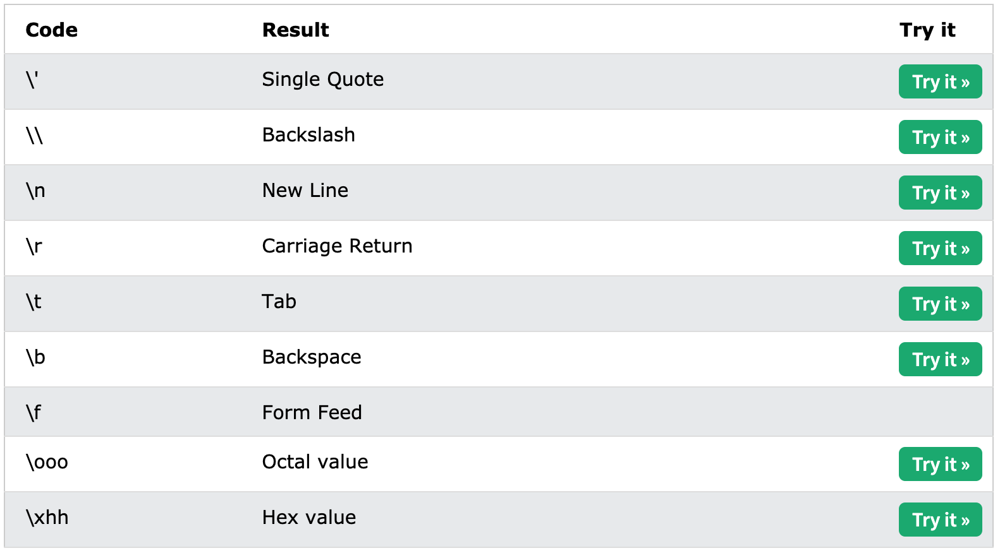 Code Result Try it
\' Single Quote Try it »
\\ Backslash Try it »
\n New Line Try it »
\r Carriage Return Try it »
\t Tab Try it »
\b Backspace Try it »
\f Form Feed
\ooo Octal value Try it »
\xhh Hex value Try it »